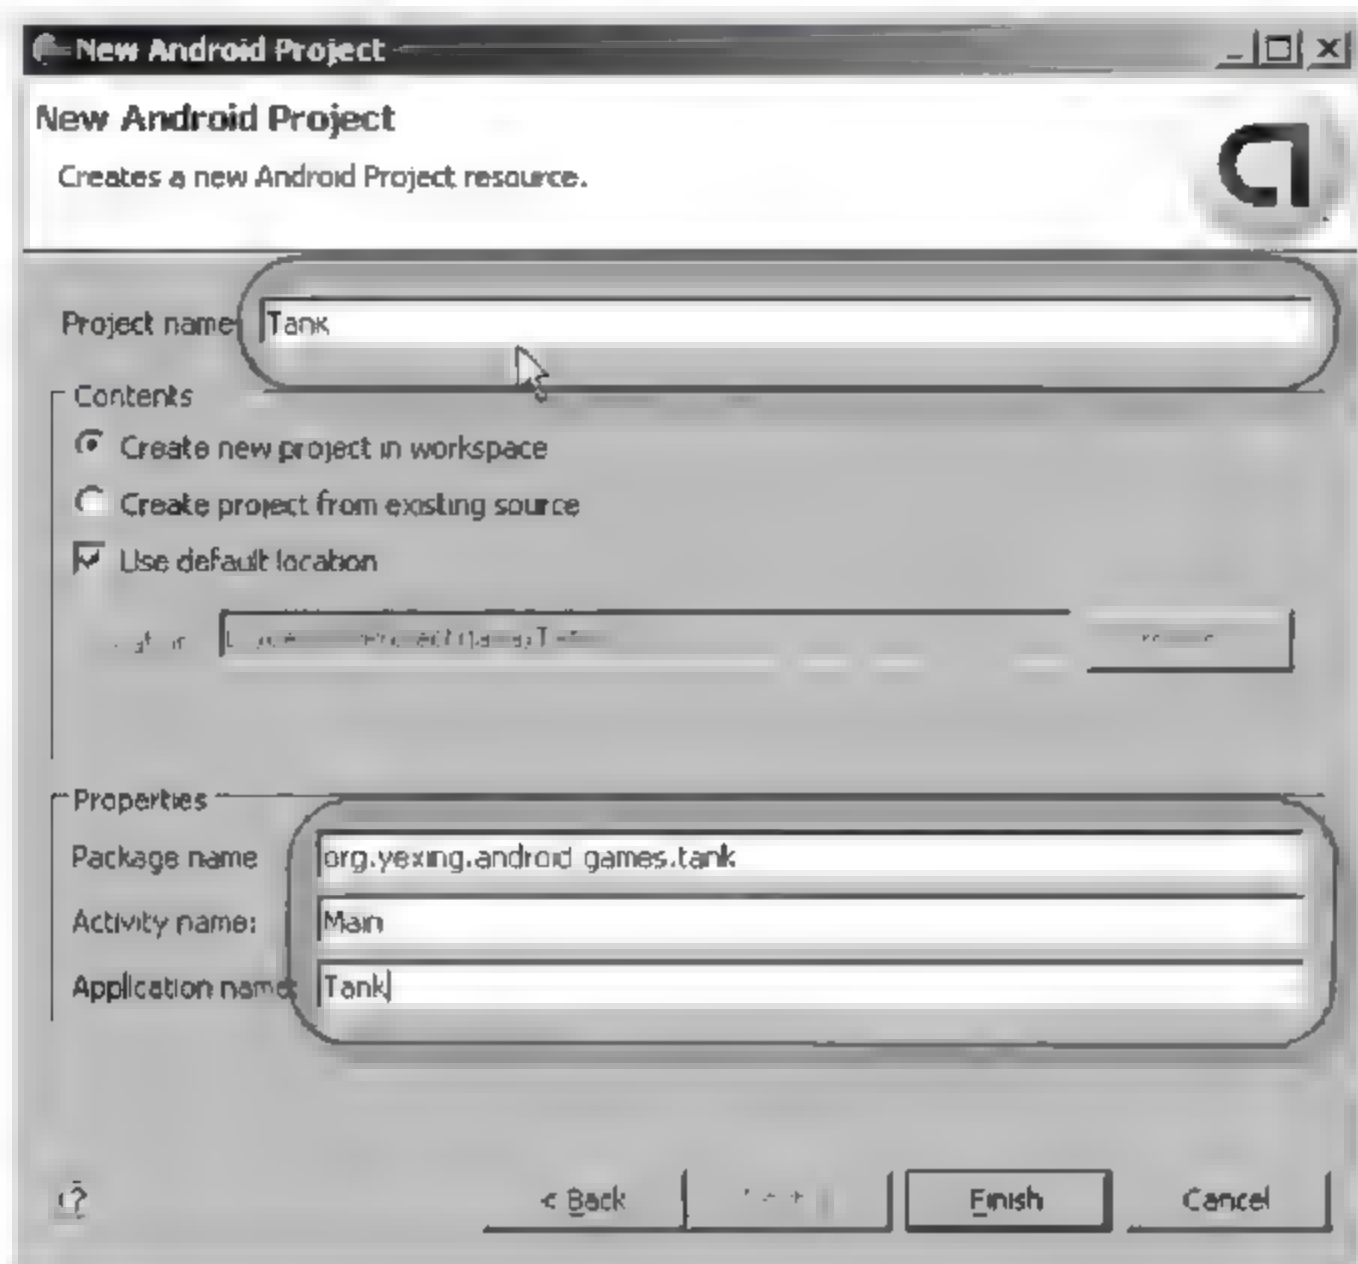 New Android Project
New Android Project
Creates a new Android Project resource.
Project name: Tank
Contents
Create new project in workspace
Create project from existing source
Use default location
Properties
Package name org.yexing.android games.tank
Activity name: Main
Application name: Tank
< Back Finish Cancel